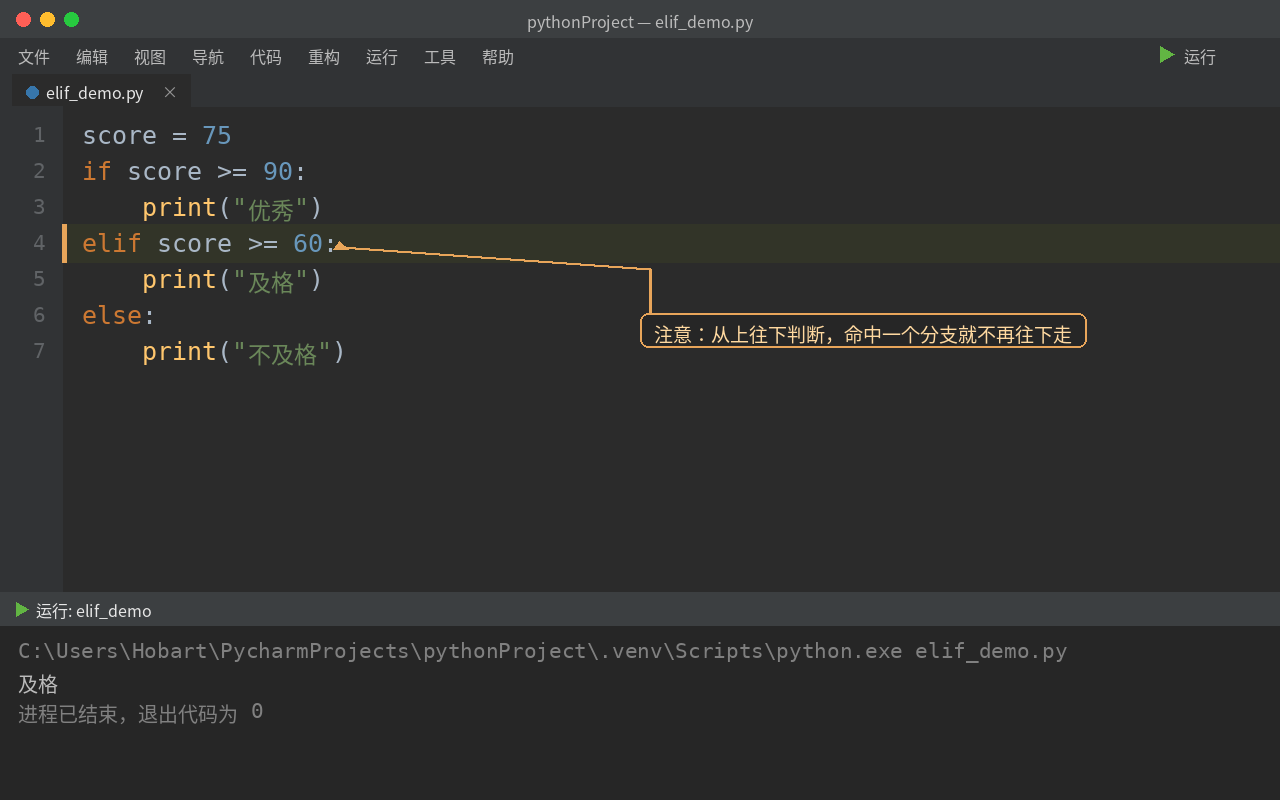 pythonProject — elif_demo.py
文件 编辑 视图 导航 代码 重构 运行 工具 帮助 运行
elif_demo.py ×
1 score = 75
2 if score >= 90:
3     print("优秀")
4 elif score >= 60:
5     print("及格")
6 else:
注意：从上往下判断，命中一个分支就不再往下走
7     print("不及格")
运行: elif_demo
C:\Users\Hobart\PycharmProjects\pythonProject\.venv\Scripts\python.exe elif_demo.py
及格
进程已结束，退出代码为 0